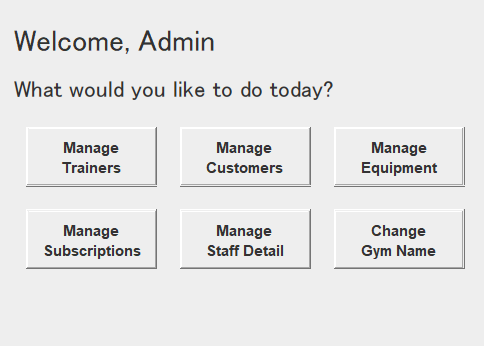 Welcome, Admin
What would you like to do today?
Manage
Trainers
Manage
Customers
Manage
Equipment
Manage
Subscriptions
Manage
Staff Detail
Change
Gym Name